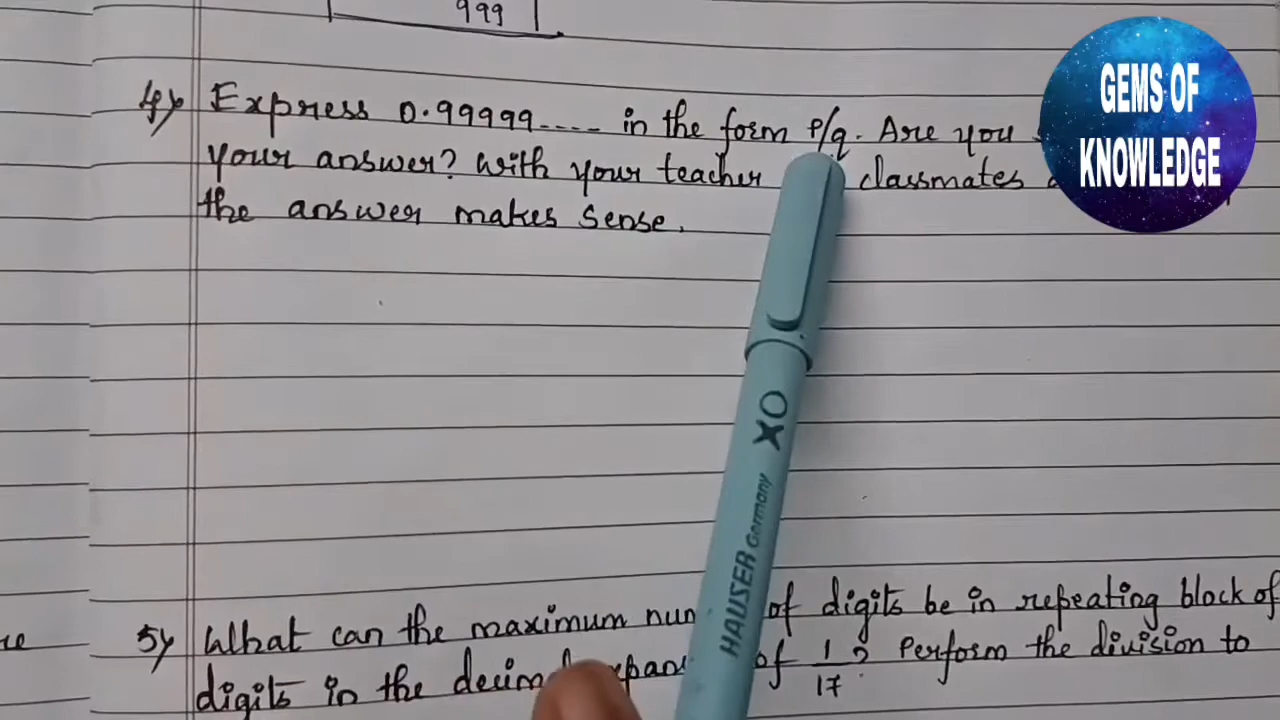 999
4) Express 0.99999.... in the form P/q. Are you
your answer? With your teacher classmates
the answer makes sense.
GEMS OF
KNOWLEDGE
XO
HAUSER Germany
5) What can the maximum num of digits be in repeating block of
digits in the decim expans of 1/17? Perform the division to